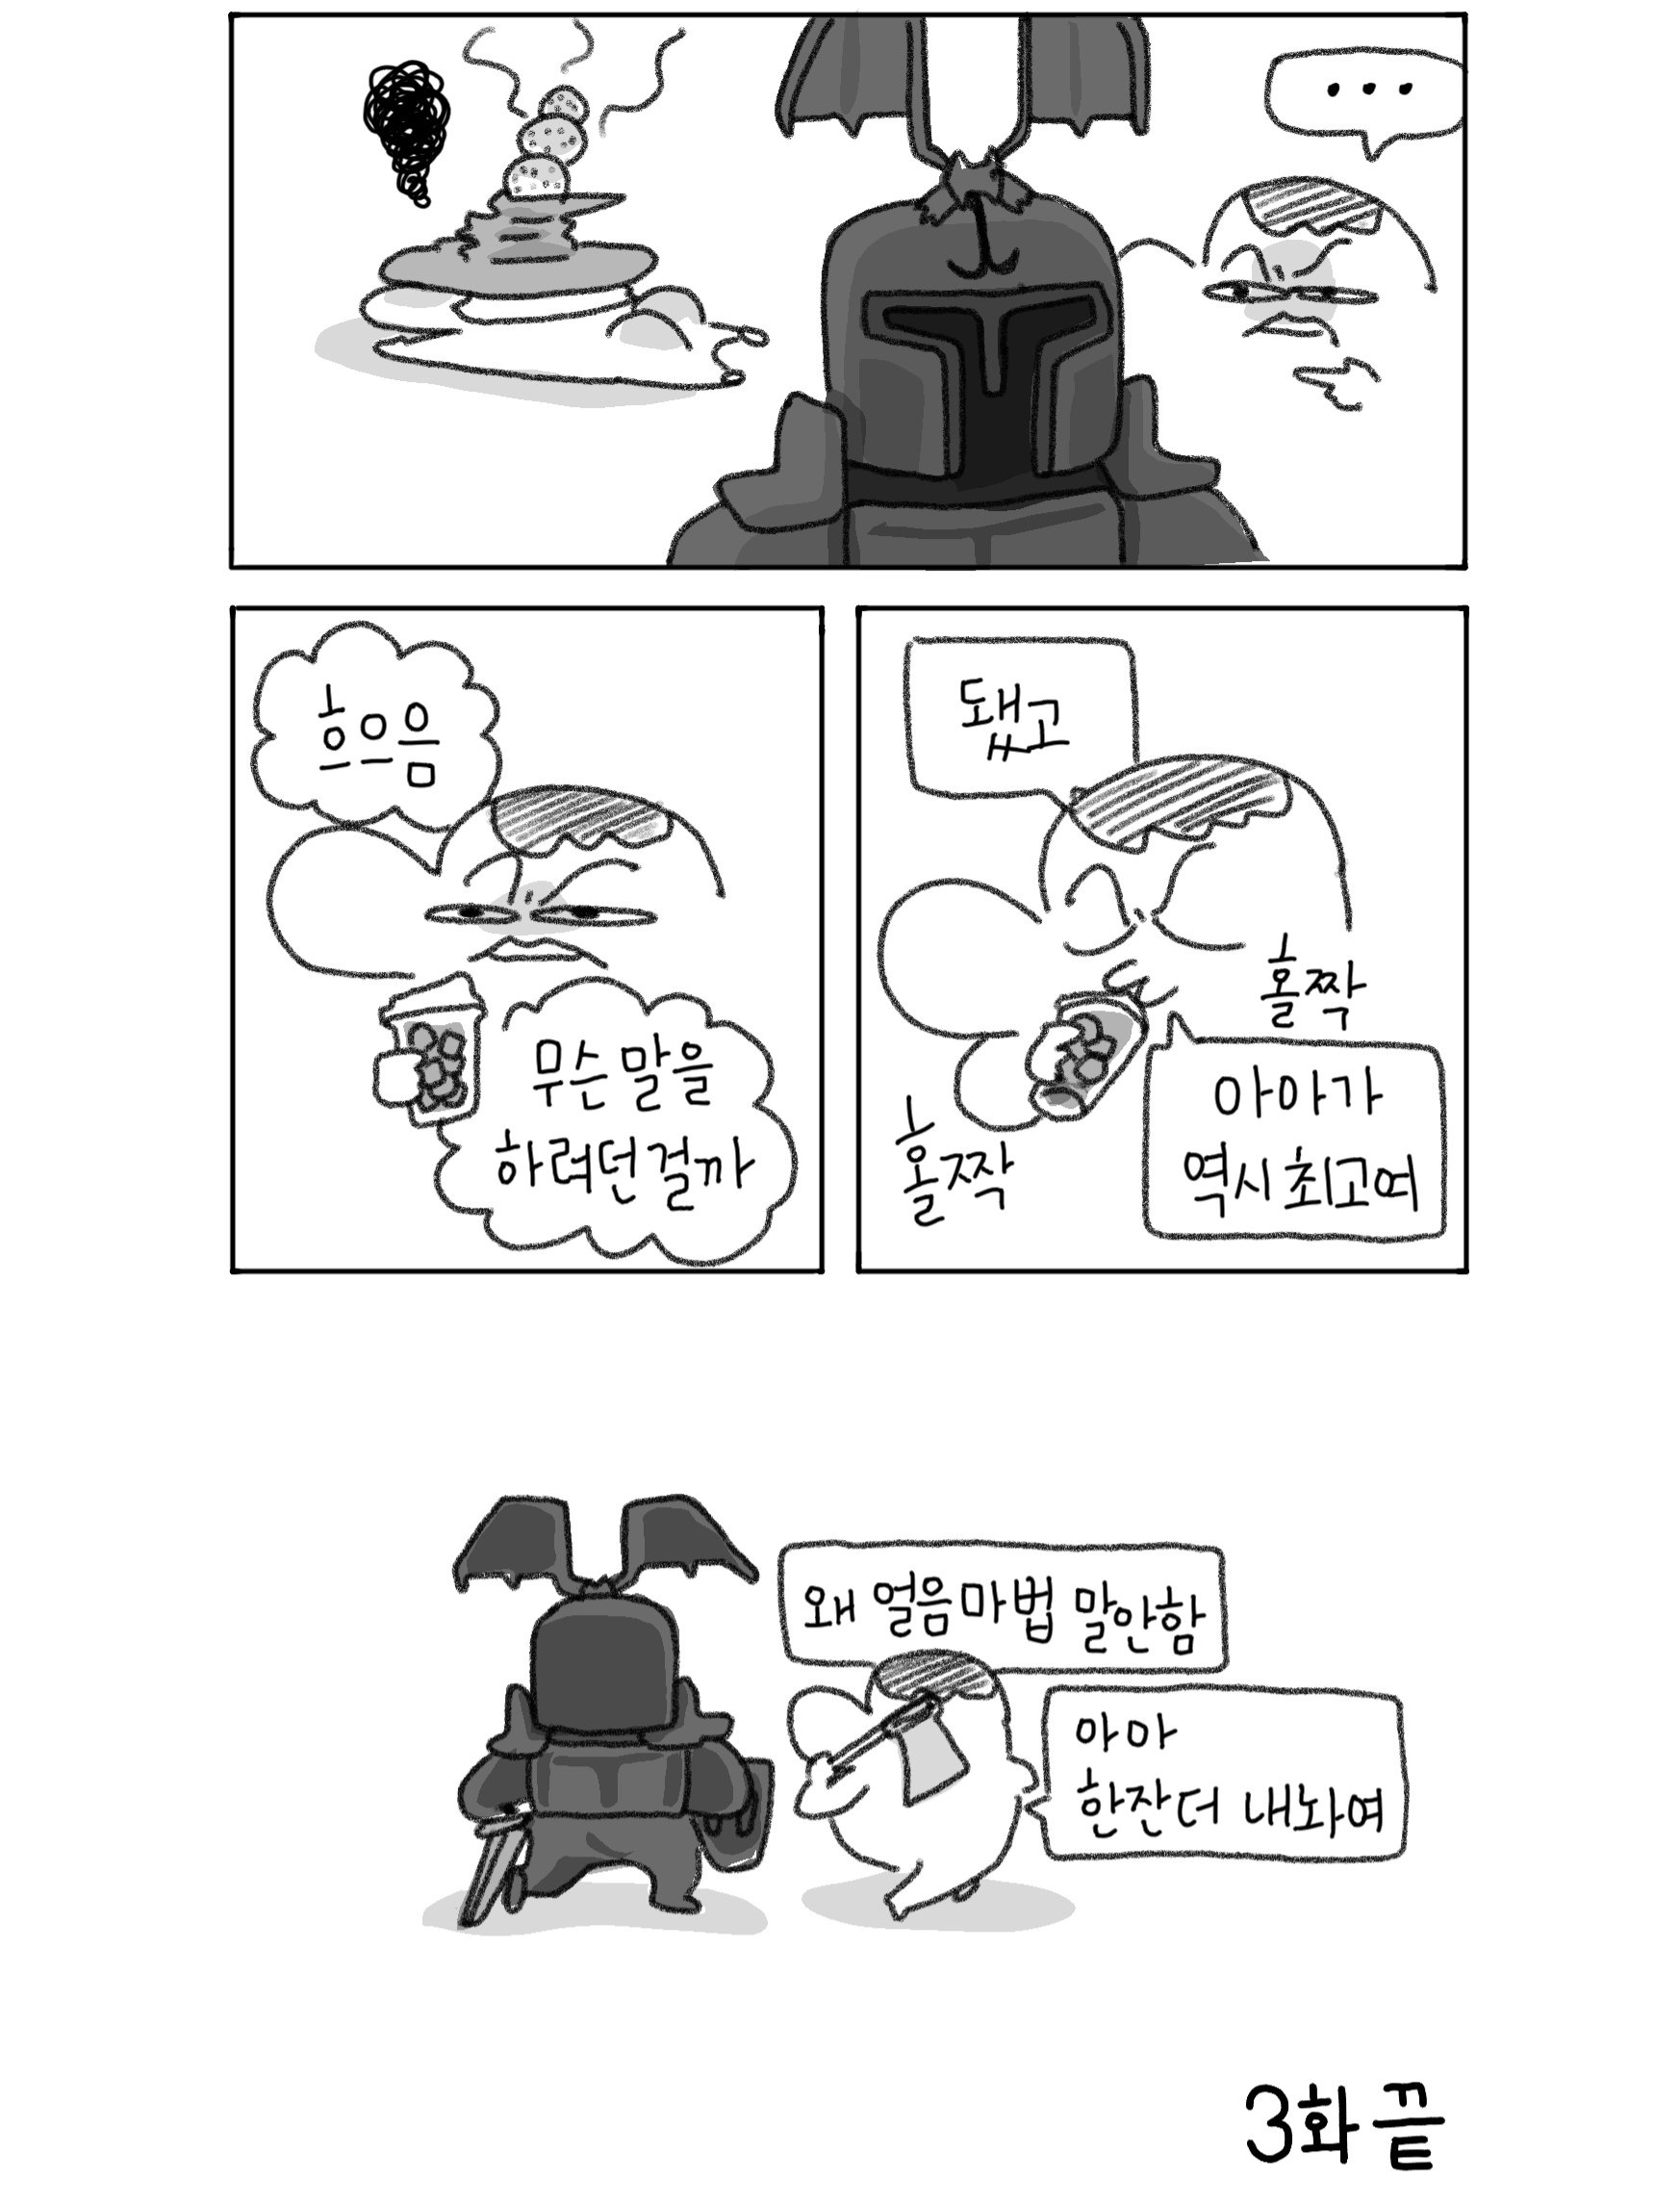 ...
흐으음
무슨 말을
하려던 걸까
됐고
홀짝
홀짝
아아가
역시 최고여
왜 얼음마법 말안함
아아
한잔더 내놔여
3화 끝